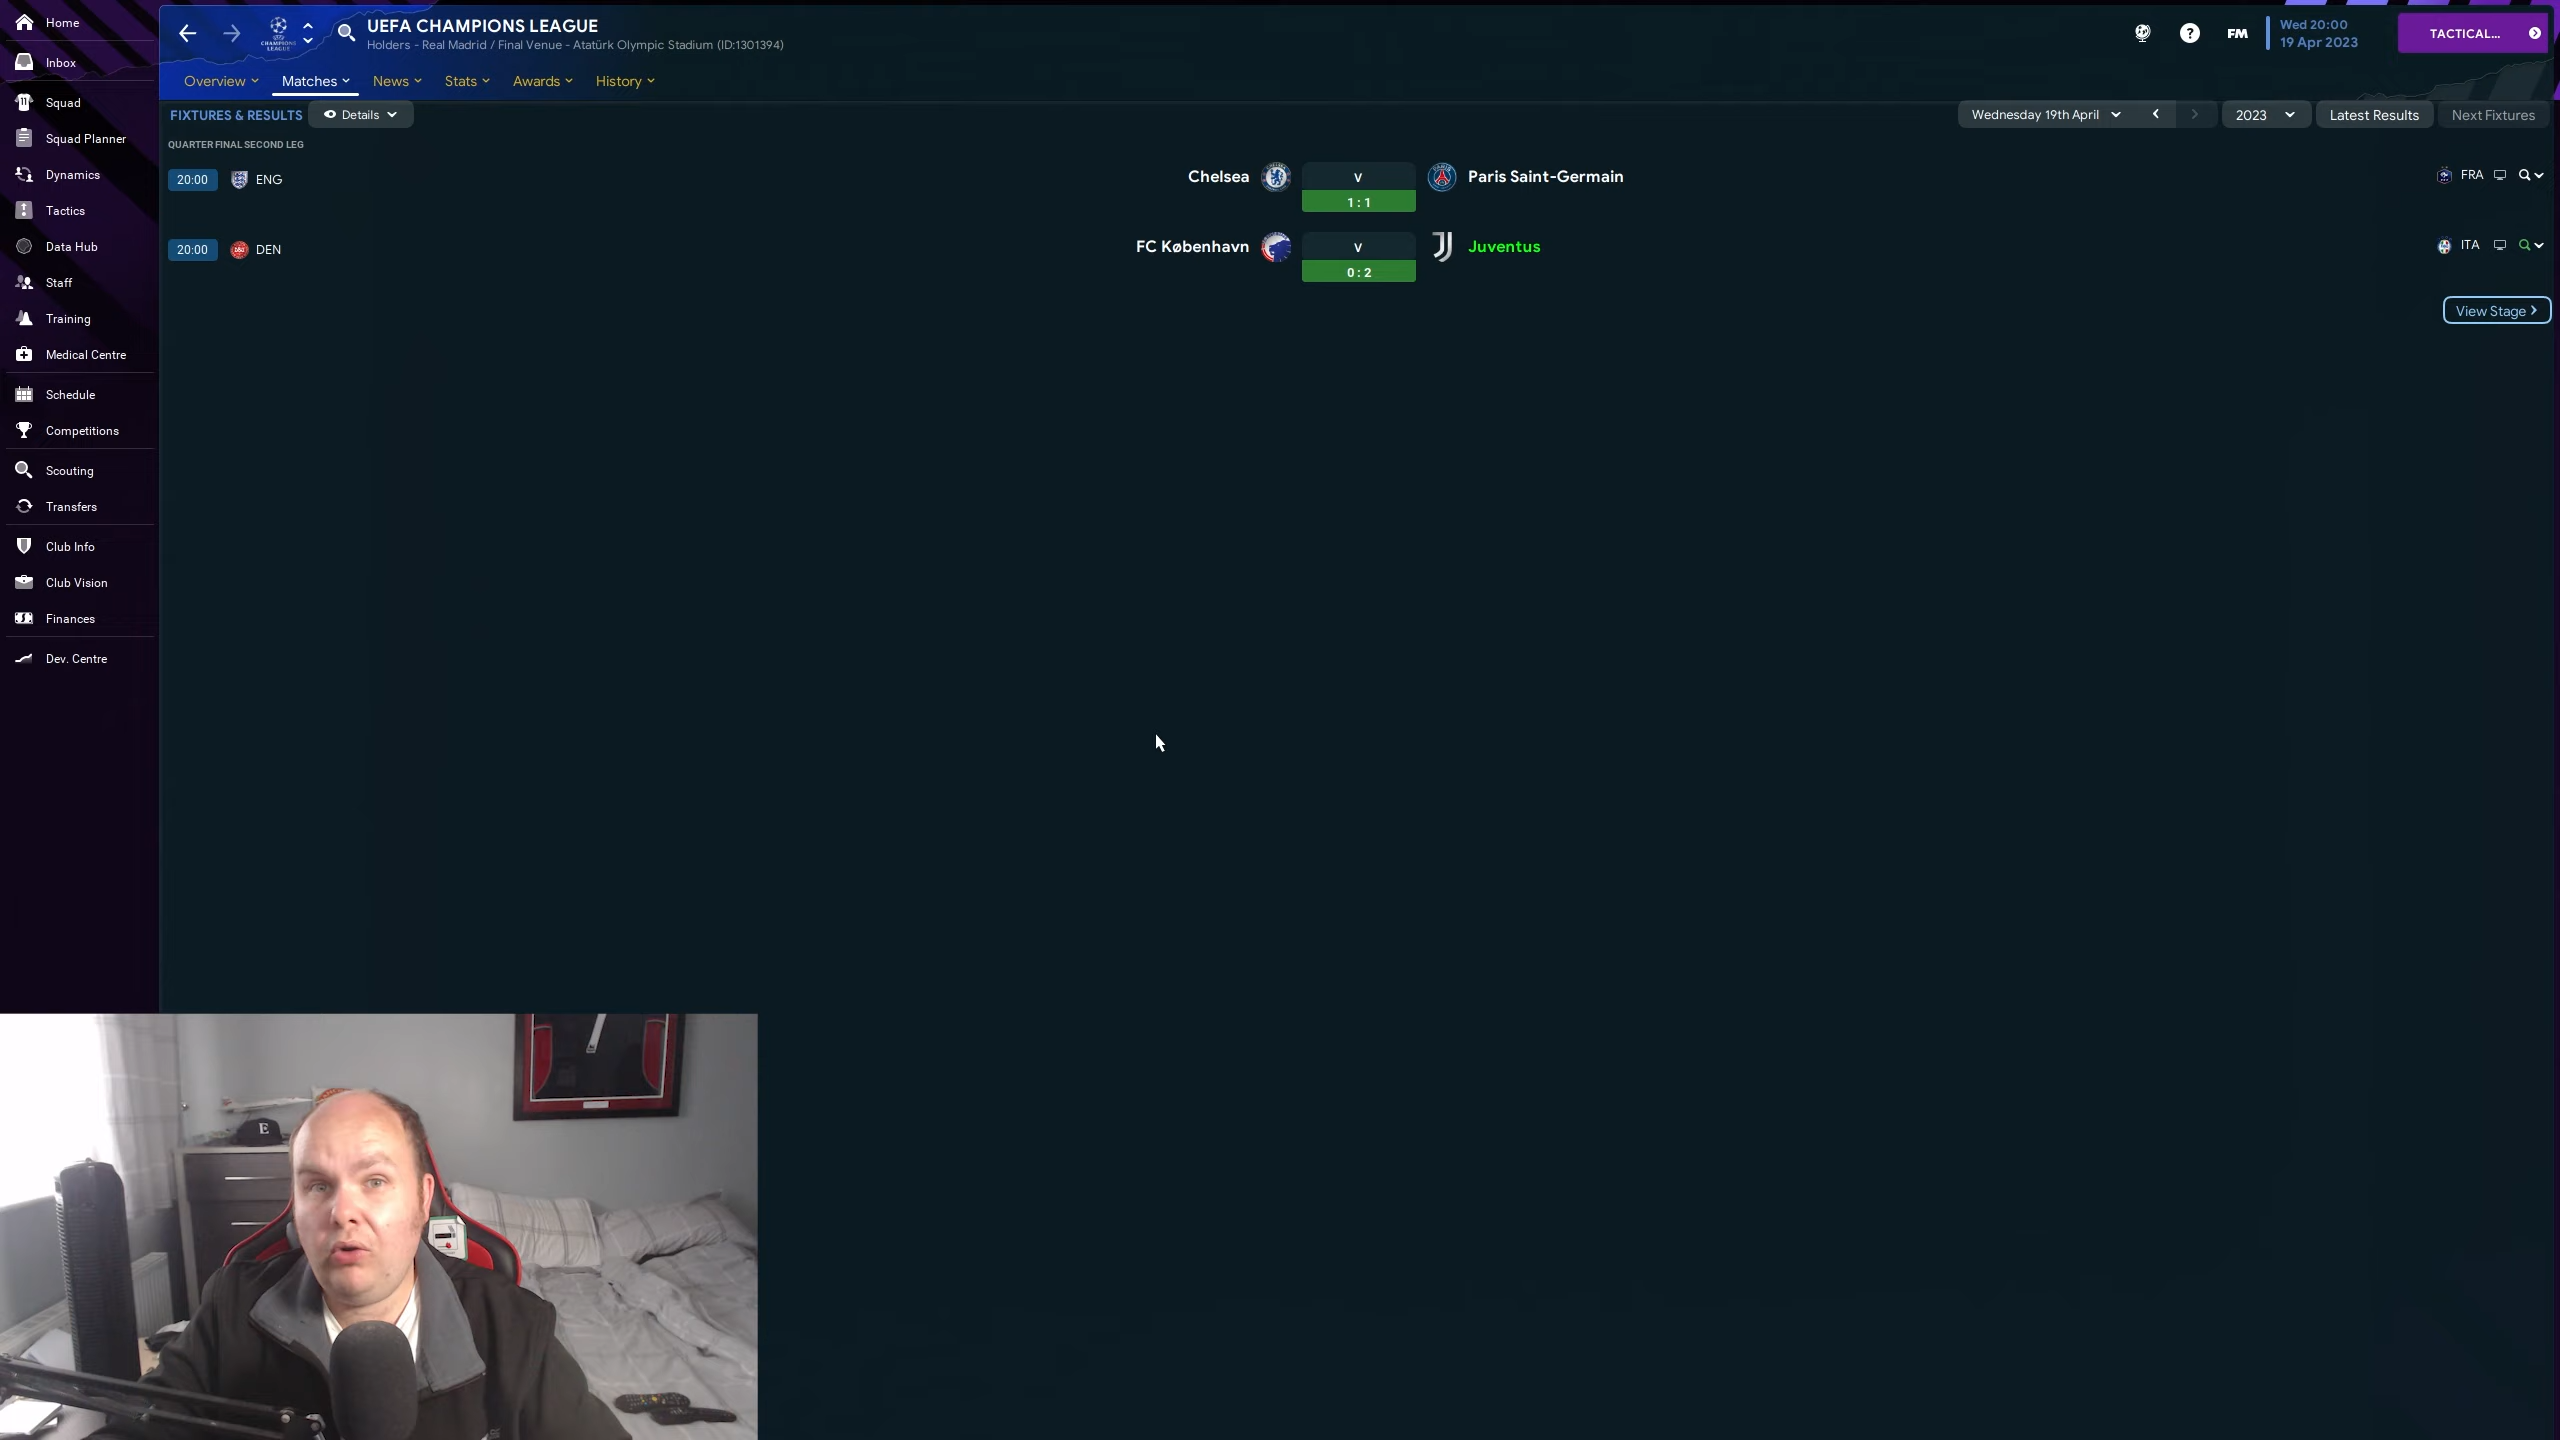 Home
Inbox
Squad
Squad Planner
Dynamics
Tactics
Data Hub
Staff
Training
Medical Centre
Schedule
Competitions
Scouting
Transfers
Club Info
Club Vision
Finances
Dev. Centre
UEFA CHAMPIONS LEAGUE
Holders - Real Madrid / Final Venue - Atatürk Olympic Stadium (ID:1301394)
CHAMPIONS
LEAGUE
? FM Wed 20:00
19 Apr 2023
TACTICAL...
Overview Matches News Stats Awards History
FIXTURES & RESULTS Details Wednesday 19th April 2023 Latest Results Next Fixtures
QUARTER FINAL SECOND LEG
20:00 ENG Chelsea v Paris Saint-Germain FRA
1 : 1
20:00 DEN FC København v Juventus ITA
0 : 2
View Stage
E